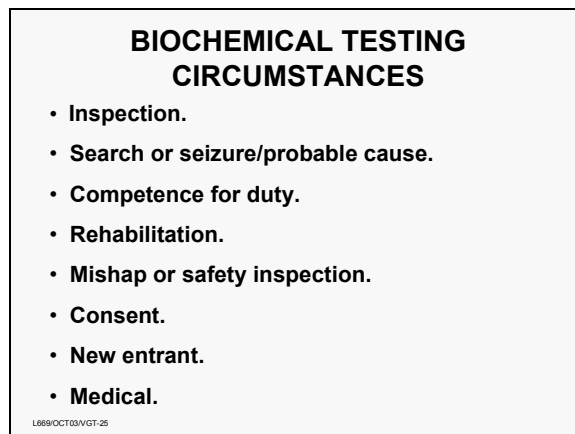 BIOCHEMICAL TESTING
CIRCUMSTANCES
• Inspection.
• Search or seizure/probable cause.
• Competence for duty.
• Rehabilitation.
• Mishap or safety inspection.
• Consent.
• New entrant.
• Medical.
L669/OCT03/VGT-25